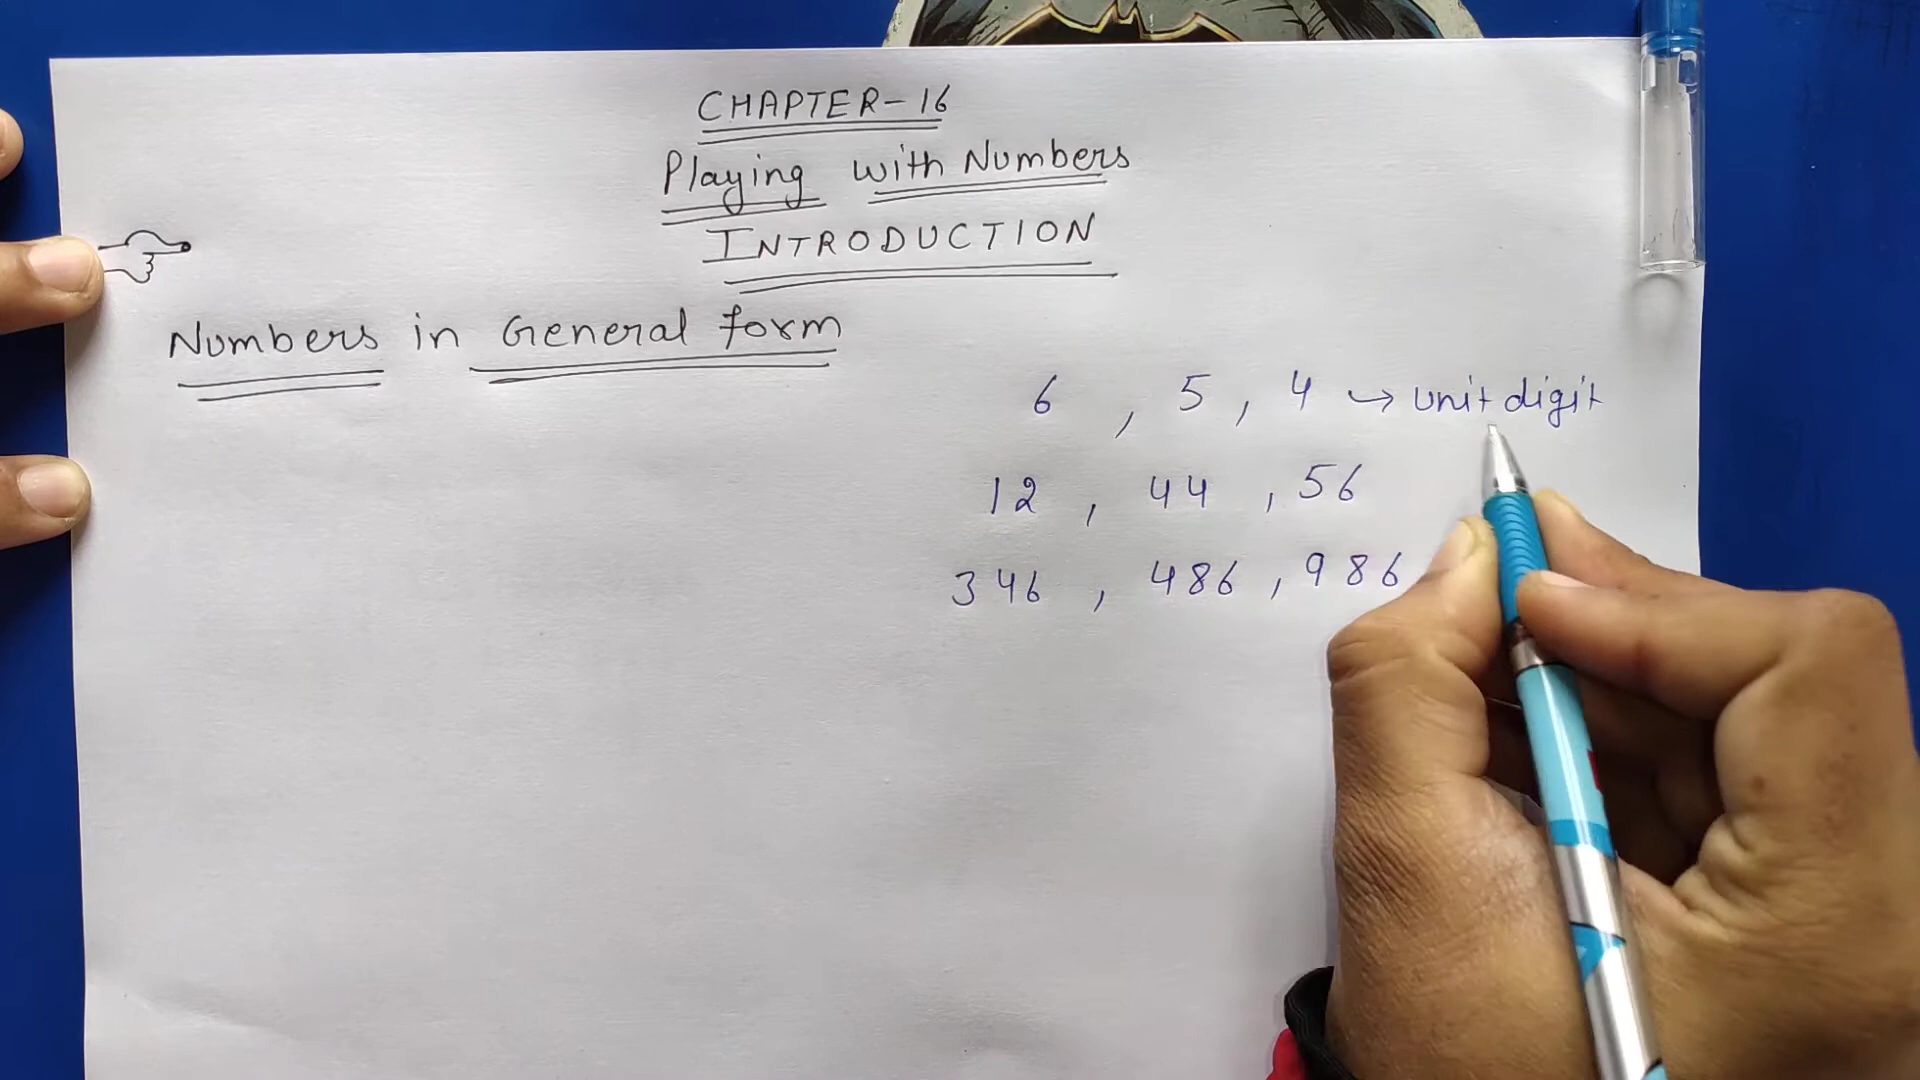 CHAPTER-16
Playing with Numbers
INTRODUCTION
Numbers in General form
6 , 5 , 4 → unit digit
12 , 44 , 56
346 , 486 , 986